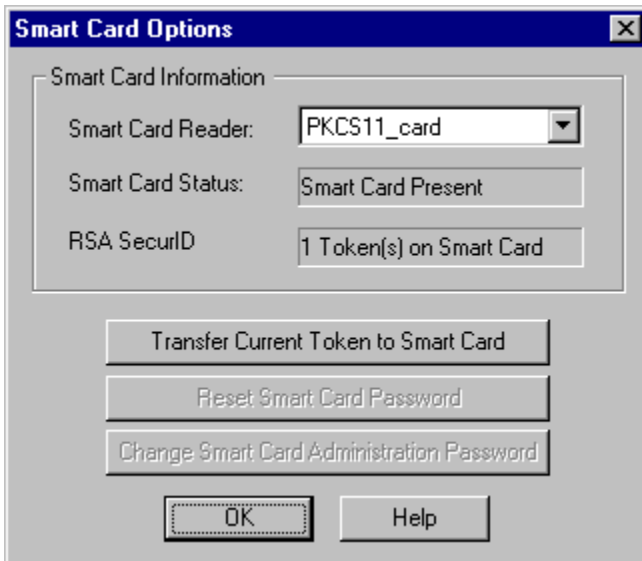 Smart Card Options
Smart Card Information
Smart Card Reader: PKCS11_card
Smart Card Status: Smart Card Present
RSA SecurID 1 Token(s) on Smart Card
Transfer Current Token to Smart Card
Reset Smart Card Password
Change Smart Card Administration Password
OK Help